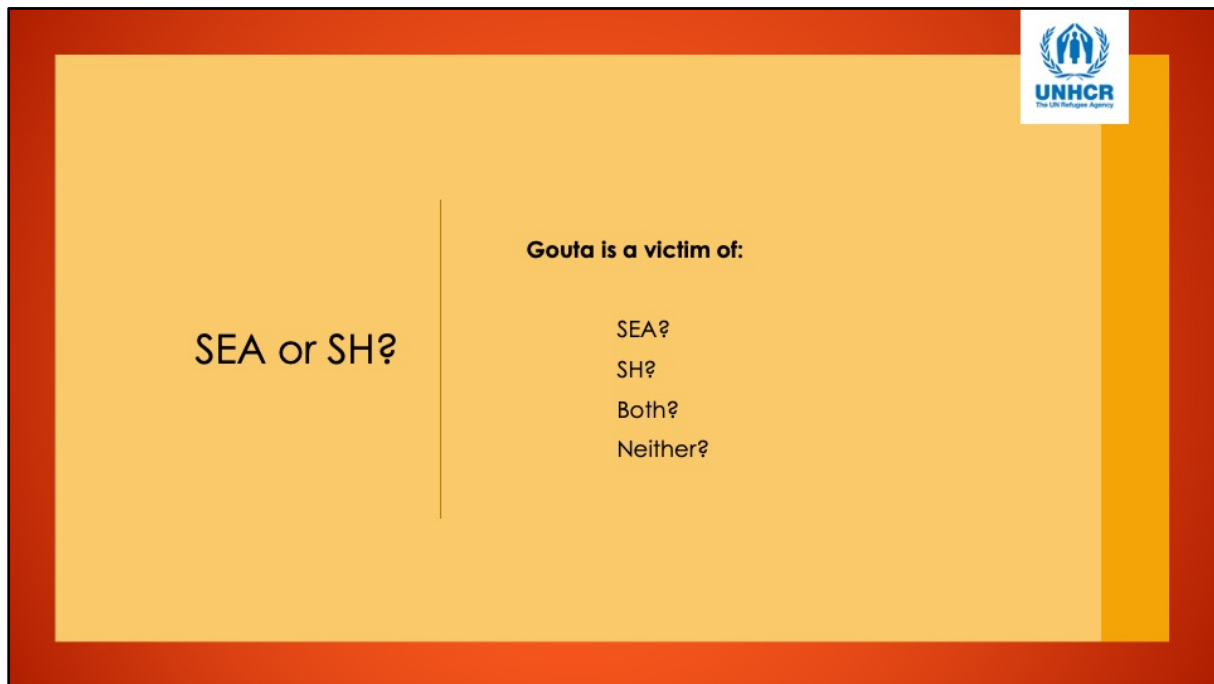 UNHCR
The UN Refugee Agency
SEA or SH?
Gouta is a victim of:
SEA?
SH?
Both?
Neither?